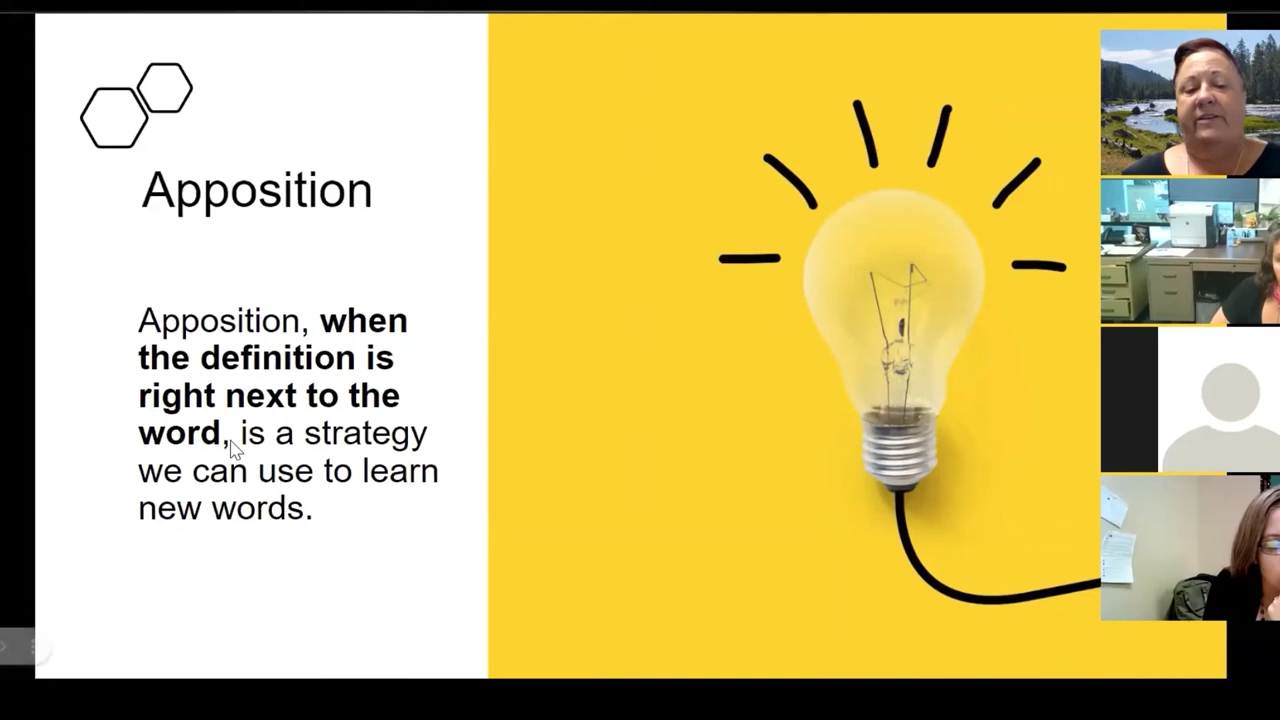 Apposition
Apposition, when
the definition is
right next to the
word, is a strategy
we can use to learn
new words.